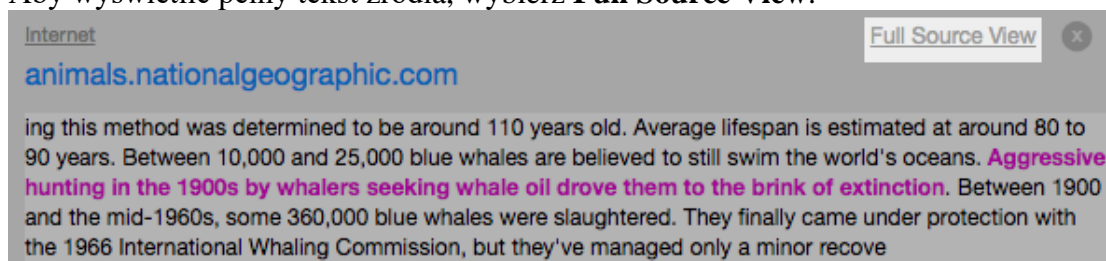 Aby wyświetlić pełny tekst źródła, wybierz Full Source View.
Internet
Full Source View
x
animals.nationalgeographic.com
ing this method was determined to be around 110 years old. Average lifespan is estimated at around 80 to
90 years. Between 10,000 and 25,000 blue whales are believed to still swim the world's oceans. Aggressive
hunting in the 1900s by whalers seeking whale oil drove them to the brink of extinction. Between 1900
and the mid-1960s, some 360,000 blue whales were slaughtered. They finally came under protection with
the 1966 International Whaling Commission, but they've managed only a minor recove